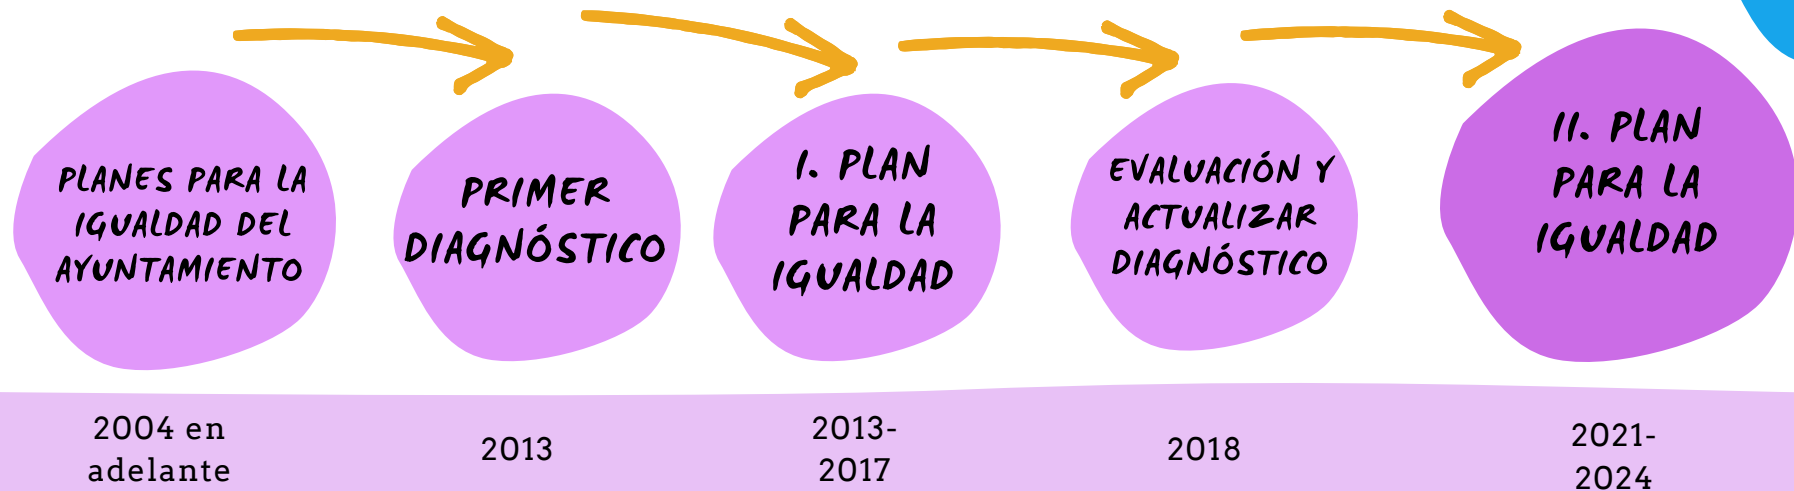 PLANES PARA LA
IGUALDAD DEL
AYUNTAMIENTO
PRIMER
DIAGNÓSTICO
I. PLAN
PARA LA
IGUALDAD
EVALUACIÓN Y
ACTUALIZAR
DIAGNÓSTICO
II. PLAN
PARA LA
IGUALDAD
2004 en
adelante
2013
2013-
2017
2018
2021-
2024